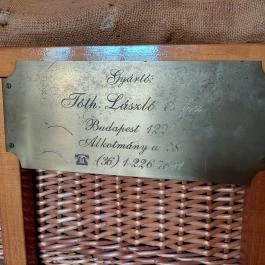 Gyártó:
Tóth László
Budapest
Alkotmány u.
☎ (36) 1-226